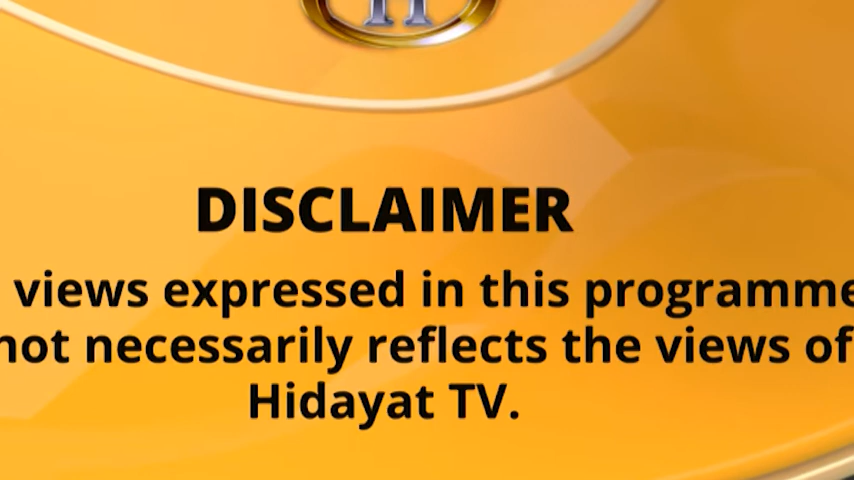 DISCLAIMER
views expressed in this programme
not necessarily reflects the views of
Hidayat TV.